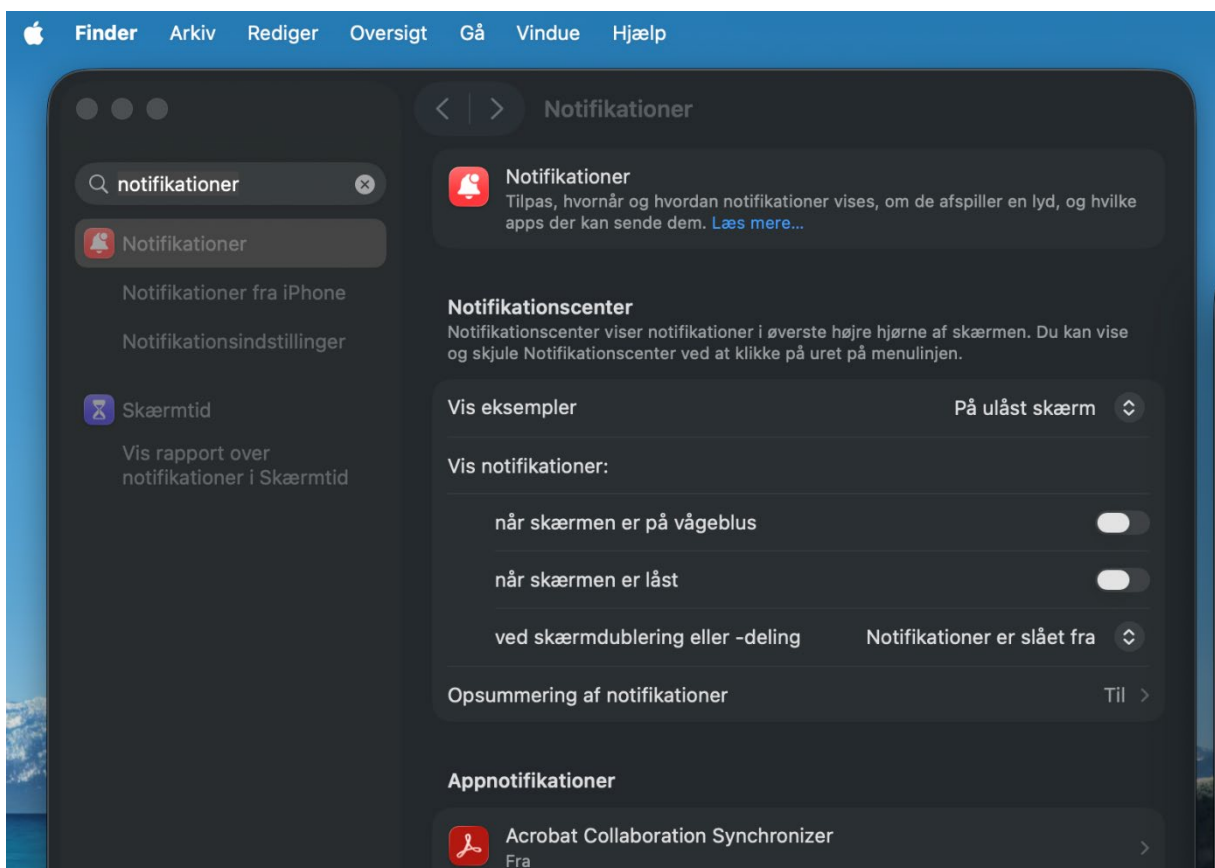 Finder Arkiv Rediger Oversigt Gå Vindue Hjælp
notifikationer
Notifikationer
Notifikationer fra iPhone
Notifikationsindstillinger
Skærmtid
Vis rapport over
notifikationer i Skærmtid
Notifikationer
Notifikationer
Tilpas, hvornår og hvordan notifikationer vises, om de afspiller en lyd, og hvilke
apps der kan sende dem. Læs mere...
Notifikationscenter
Notifikationscenter viser notifikationer i øverste højre hjørne af skærmen. Du kan vise
og skjule Notifikationscenter ved at klikke på uret på menulinjen.
Vis eksempler På ulåst skærm
Vis notifikationer:
når skærmen er på vågeblus
når skærmen er låst
ved skærmdublering eller -deling Notifikationer er slået fra
Opsummering af notifikationer Til
Appnotifikationer
Acrobat Collaboration Synchronizer
Fra